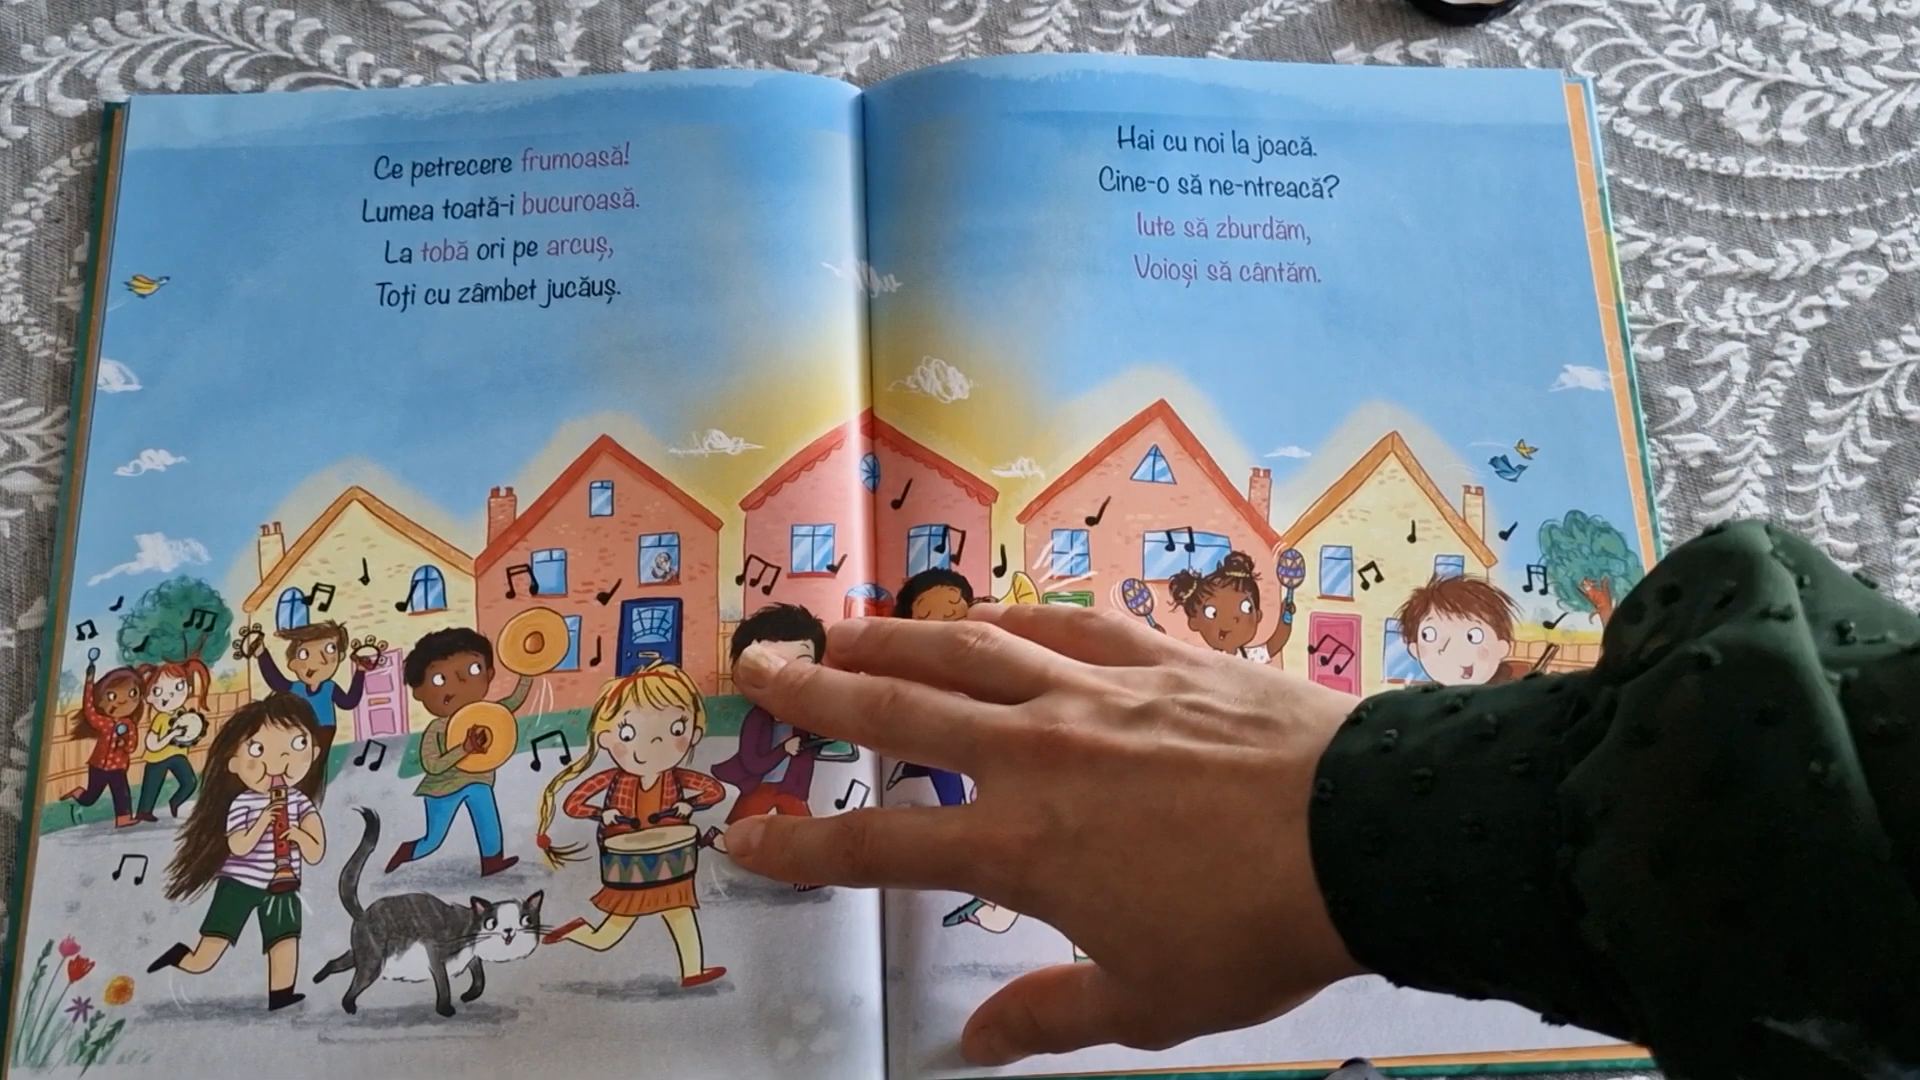 Ce petrecere frumoasă!
Lumea toată-i bucuroasă.
La tobă ori pe arcuș,
Toți cu zâmbet jucăuș.
Hai cu noi la joacă.
Cine-o să ne-ntreacă?
Iute să zburdăm,
Voioși să cântăm.